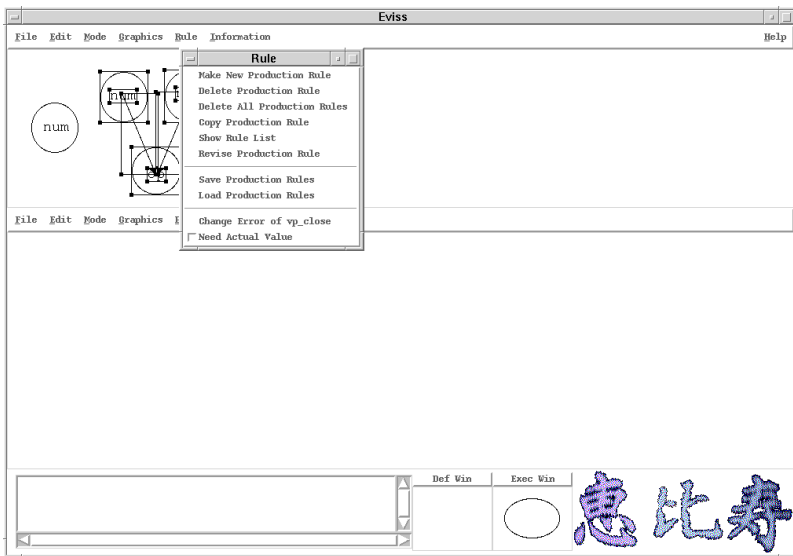 Eviss
File Edit Mode Graphics Rule Information Help
Rule
Make New Production Rule
Delete Production Rule
Delete All Production Rules
Copy Production Rule
Show Rule List
Revise Production Rule
Save Production Rules
Load Production Rules
Change Error of vp_close
Need Actual Value
num
num
File Edit Mode Graphics
Def Win Exec Win
恵比寿